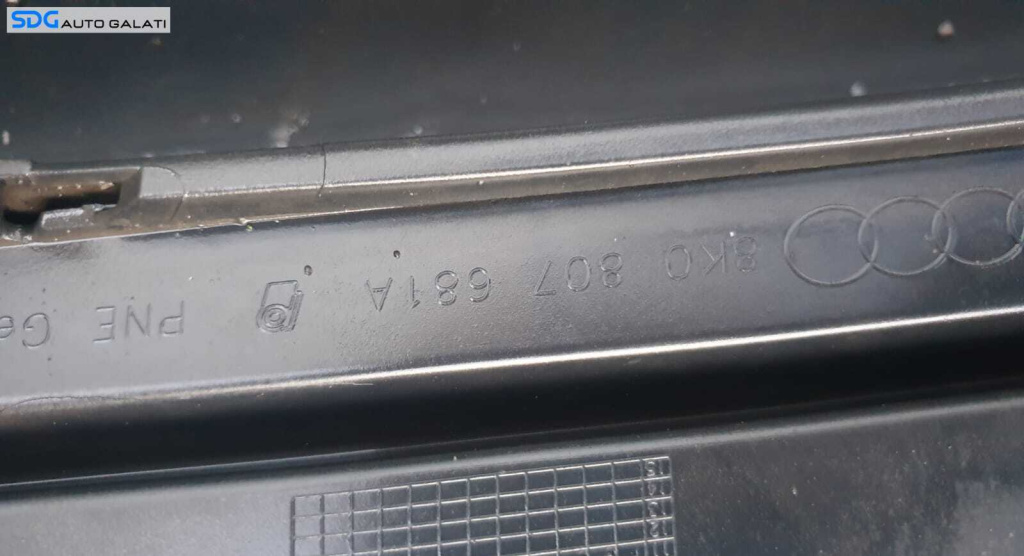 SDG AUTO GALATI
8K0 807 681A PNE